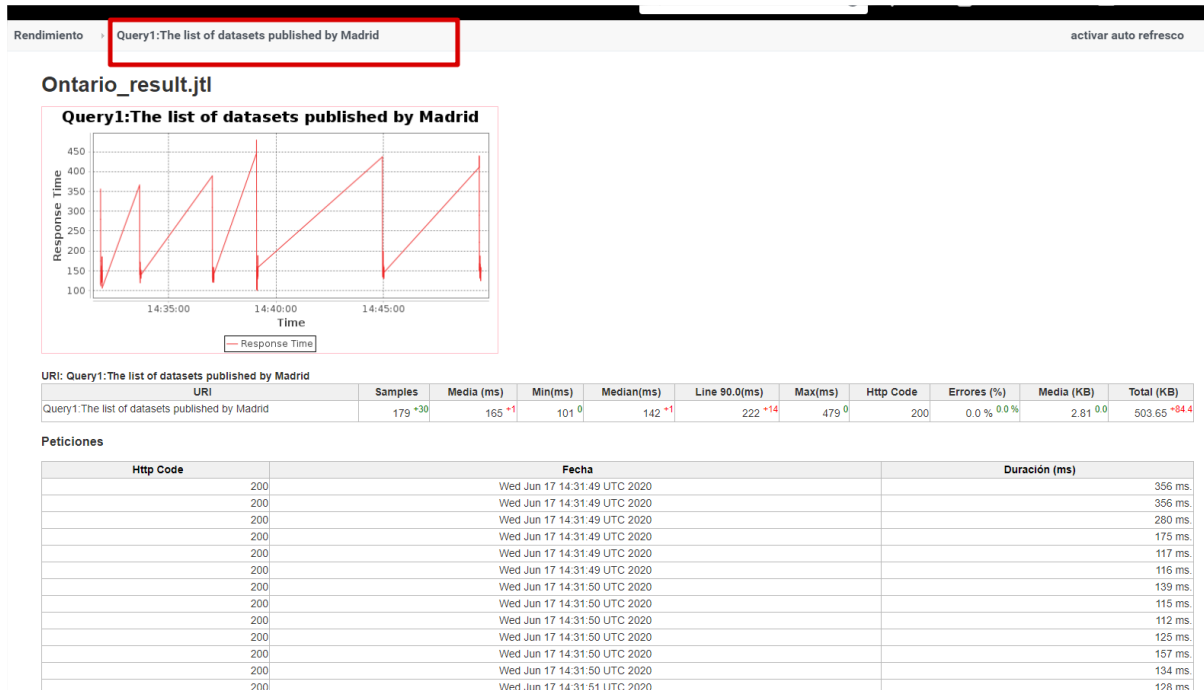 Rendimiento › Query1:The list of datasets published by Madrid activar auto refresco
Ontario_result.jtl
Query1:The list of datasets published by Madrid
450
400
350
300
250
200
150
100
Response Time
14:35:00 14:40:00 14:45:00
Time
Response Time
URI: Query1:The list of datasets published by Madrid
URI Samples Media (ms) Min(ms) Median(ms) Line 90.0(ms) Max(ms) Http Code Errores (%) Media (KB) Total (KB)
Query1:The list of datasets published by Madrid 179 +30 165 +1 101 0 142 +1 222 +14 479 0 200 0.0 % 0.0 % 2.81 0.0 503.65 +84.4
Peticiones
Http Code Fecha Duración (ms)
200 Wed Jun 17 14:31:49 UTC 2020 356 ms.
200 Wed Jun 17 14:31:49 UTC 2020 356 ms.
200 Wed Jun 17 14:31:49 UTC 2020 280 ms.
200 Wed Jun 17 14:31:49 UTC 2020 175 ms.
200 Wed Jun 17 14:31:49 UTC 2020 117 ms.
200 Wed Jun 17 14:31:49 UTC 2020 116 ms.
200 Wed Jun 17 14:31:50 UTC 2020 139 ms.
200 Wed Jun 17 14:31:50 UTC 2020 115 ms.
200 Wed Jun 17 14:31:50 UTC 2020 112 ms.
200 Wed Jun 17 14:31:50 UTC 2020 125 ms.
200 Wed Jun 17 14:31:50 UTC 2020 157 ms.
200 Wed Jun 17 14:31:50 UTC 2020 134 ms.
200 Wed Jun 17 14:31:51 UTC 2020 128 ms.